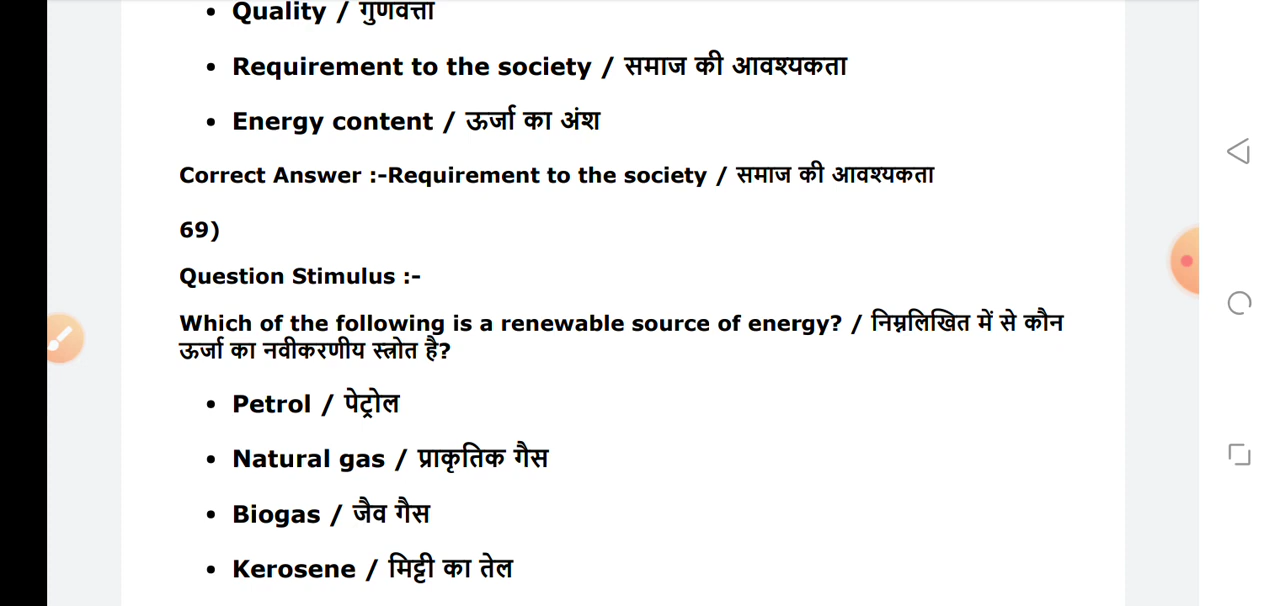 • Quality / गुणवत्ता
• Requirement to the society / समाज की आवश्यकता
• Energy content / ऊर्जा का अंश
Correct Answer :-Requirement to the society / समाज की आवश्यकता
69)
Question Stimulus :-
Which of the following is a renewable source of energy? / निम्नलिखित में से कौन
ऊर्जा का नवीकरणीय स्त्रोत है?
• Petrol / पेट्रोल
• Natural gas / प्राकृतिक गैस
• Biogas / जैव गैस
• Kerosene / मिट्टी का तेल